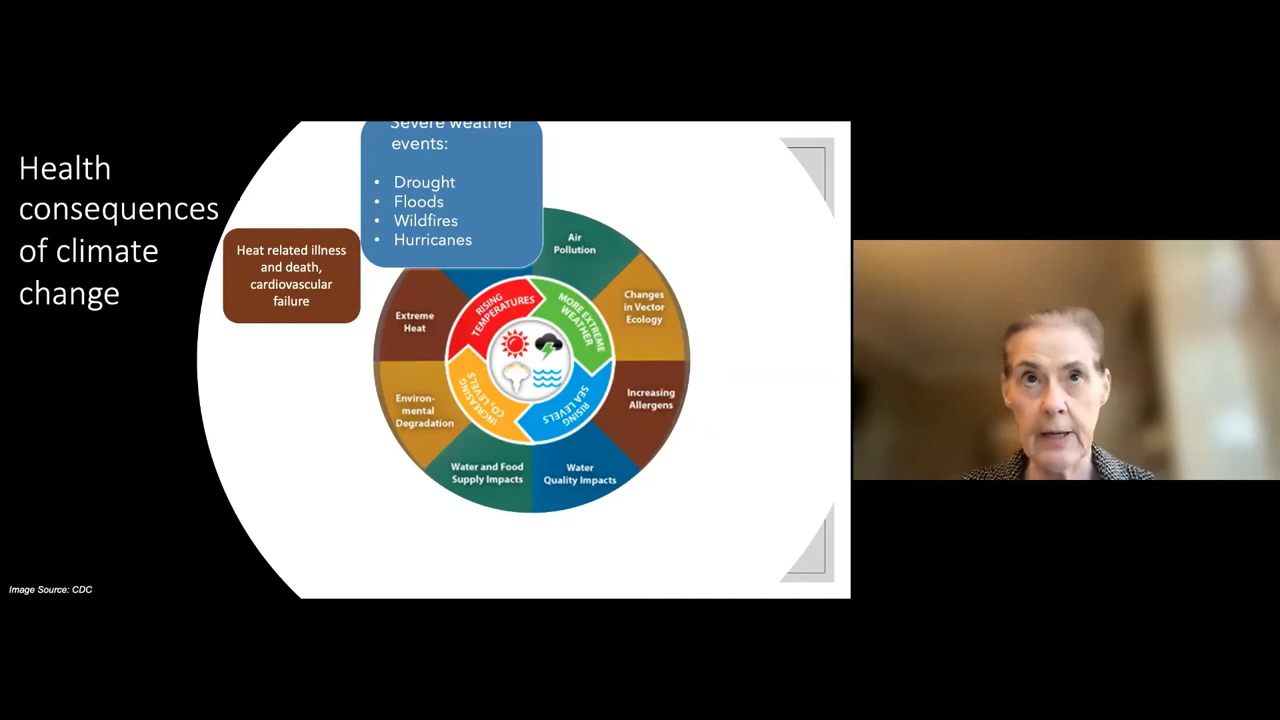 Health
consequences
of climate
change
Severe weather
events:
• Drought
• Floods
• Wildfires
• Hurricanes
Heat related illness
and death,
cardiovascular
failure
Air
Pollution
Changes
in Vector
Ecology
Increasing
Allergens
Water
Quality Impacts
Water and Food
Supply Impacts
Environ-
mental
Degradation
Extreme
Heat
RISING
TEMPERATURES
MORE EXTREME
WEATHER
RISING
SEA LEVELS
INCREASING
CO₂ LEVELS
Image Source: CDC